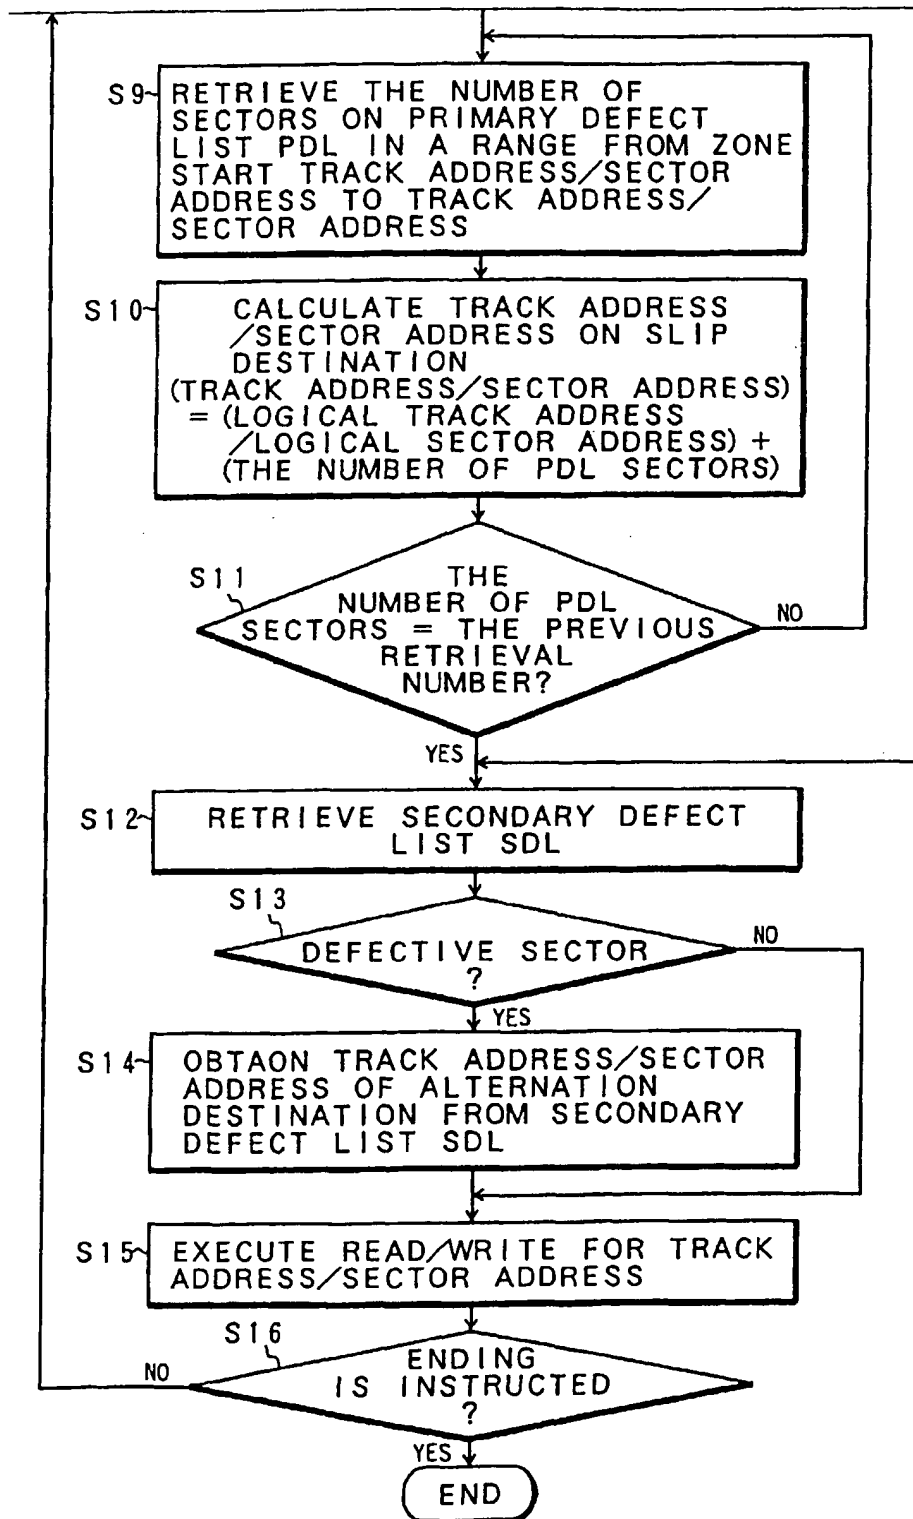 S9
RETRIEVE THE NUMBER OF
SECTORS ON PRIMARY DEFECT
LIST PDL IN A RANGE FROM ZONE
START TRACK ADDRESS/SECTOR
ADDRESS TO TRACK ADDRESS/
SECTOR ADDRESS
S10
CALCULATE TRACK ADDRESS
/SECTOR ADDRESS ON SLIP
DESTINATION
(TRACK ADDRESS/SECTOR ADDRESS)
= (LOGICAL TRACK ADDRESS
/LOGICAL SECTOR ADDRESS) +
(THE NUMBER OF PDL SECTORS)
S11
THE
NUMBER OF PDL
SECTORS = THE PREVIOUS
RETRIEVAL
NUMBER?
NO
YES
S12
RETRIEVE SECONDARY DEFECT
LIST SDL
S13
DEFECTIVE SECTOR
?
NO
YES
S14
OBTAON TRACK ADDRESS/SECTOR
ADDRESS OF ALTERNATION
DESTINATION FROM SECONDARY
DEFECT LIST SDL
S15
EXECUTE READ/WRITE FOR TRACK
ADDRESS/SECTOR ADDRESS
S16
ENDING
IS INSTRUCTED
?
NO
YES
END